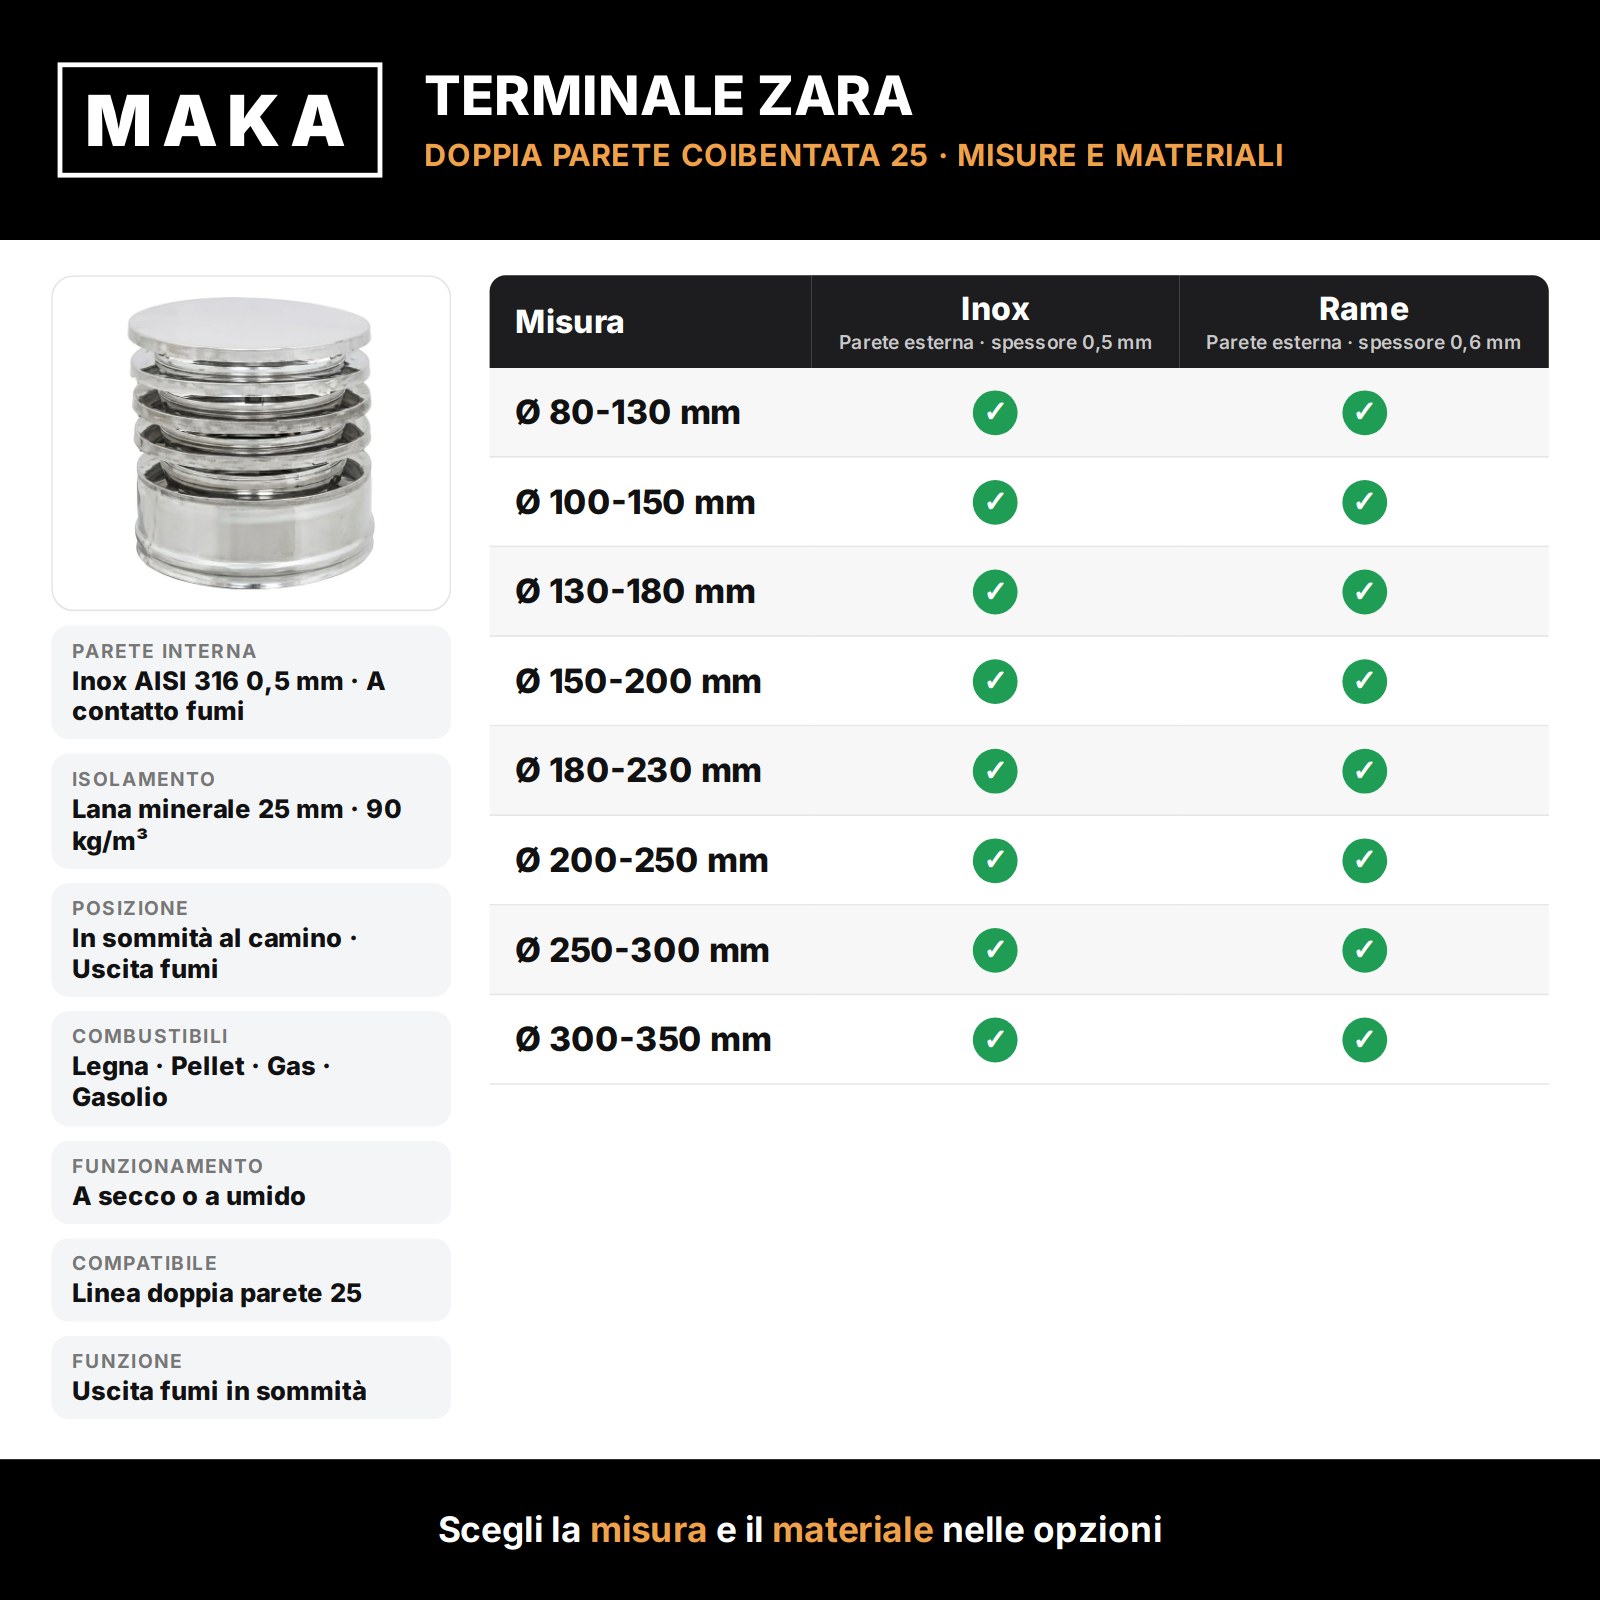 MAKA
TERMINALE ZARA
DOPPIA PARETE COIBENTATA 25 · MISURE E MATERIALI
PARETE INTERNA
Inox AISI 316 0,5 mm · A
contatto fumi
ISOLAMENTO
Lana minerale 25 mm · 90
kg/m³
POSIZIONE
In sommità al camino ·
Uscita fumi
COMBUSTIBILI
Legna · Pellet · Gas ·
Gasolio
FUNZIONAMENTO
A secco o a umido
COMPATIBILE
Linea doppia parete 25
FUNZIONE
Uscita fumi in sommità
Misura Inox Rame
Parete esterna · spessore 0,5 mm Parete esterna · spessore 0,6 mm
Ø 80-130 mm ✓ ✓
Ø 100-150 mm ✓ ✓
Ø 130-180 mm ✓ ✓
Ø 150-200 mm ✓ ✓
Ø 180-230 mm ✓ ✓
Ø 200-250 mm ✓ ✓
Ø 250-300 mm ✓ ✓
Ø 300-350 mm ✓ ✓
Scegli la misura e il materiale nelle opzioni